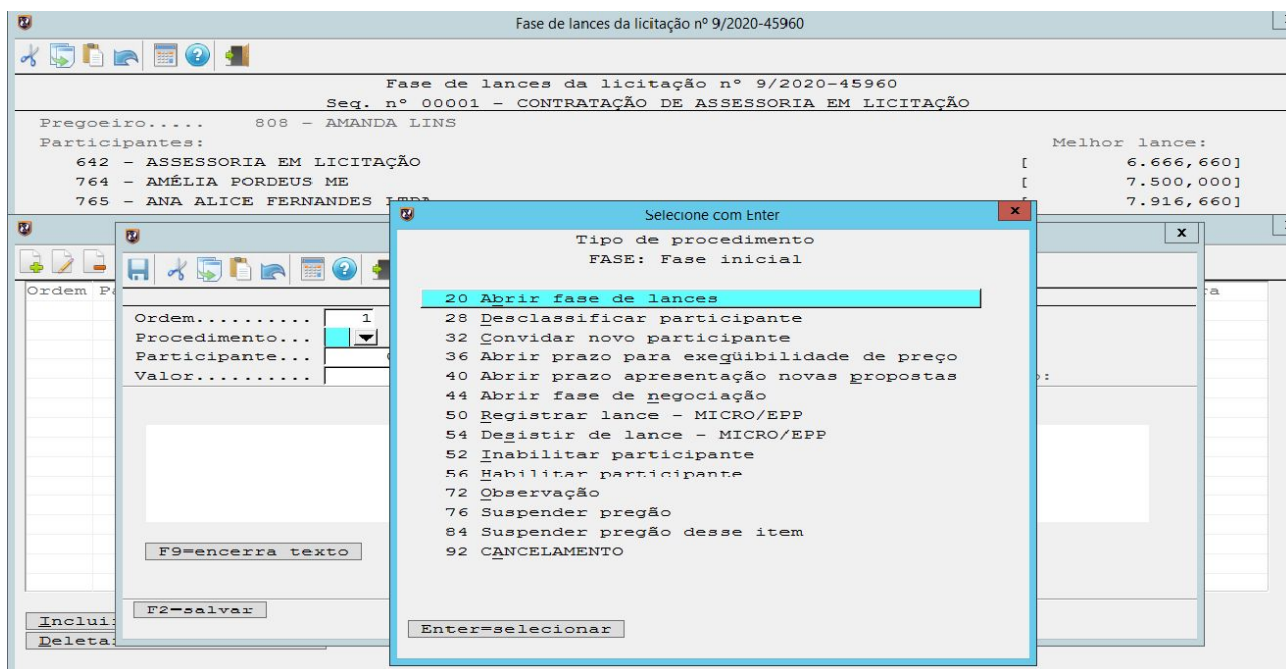 Fase de lances da licitação nº 9/2020-45960
Fase de lances da licitação nº 9/2020-45960
Seq. nº 00001 - CONTRATAÇÃO DE ASSESSORIA EM LICITAÇÃO
Pregoeiro..... 808 - AMANDA LINS
Participantes: Melhor lance:
642 - ASSESSORIA EM LICITAÇÃO [ 6.666,660]
764 - AMÉLIA PORDEUS ME [ 7.500,000]
765 - ANA ALICE FERNANDES LTDA [ 7.916,660]
Selecione com Enter
Tipo de procedimento
FASE: Fase inicial
20 Abrir fase de lances
28 Desclassificar participante
32 Convidar novo participante
36 Abrir prazo para exeqüibilidade de preço
40 Abrir prazo apresentação novas propostas
44 Abrir fase de negociação
50 Registrar lance - MICRO/EPP
54 Desistir de lance - MICRO/EPP
52 Inabilitar participante
56 Habilitar participante
72 Observação
76 Suspender pregão
84 Suspender pregão desse item
92 CANCELAMENTO
Enter=selecionar
Ordem
Ordem.......... 1
Procedimento...
Participante...
Valor..........
F9=encerra texto
F2=salvar